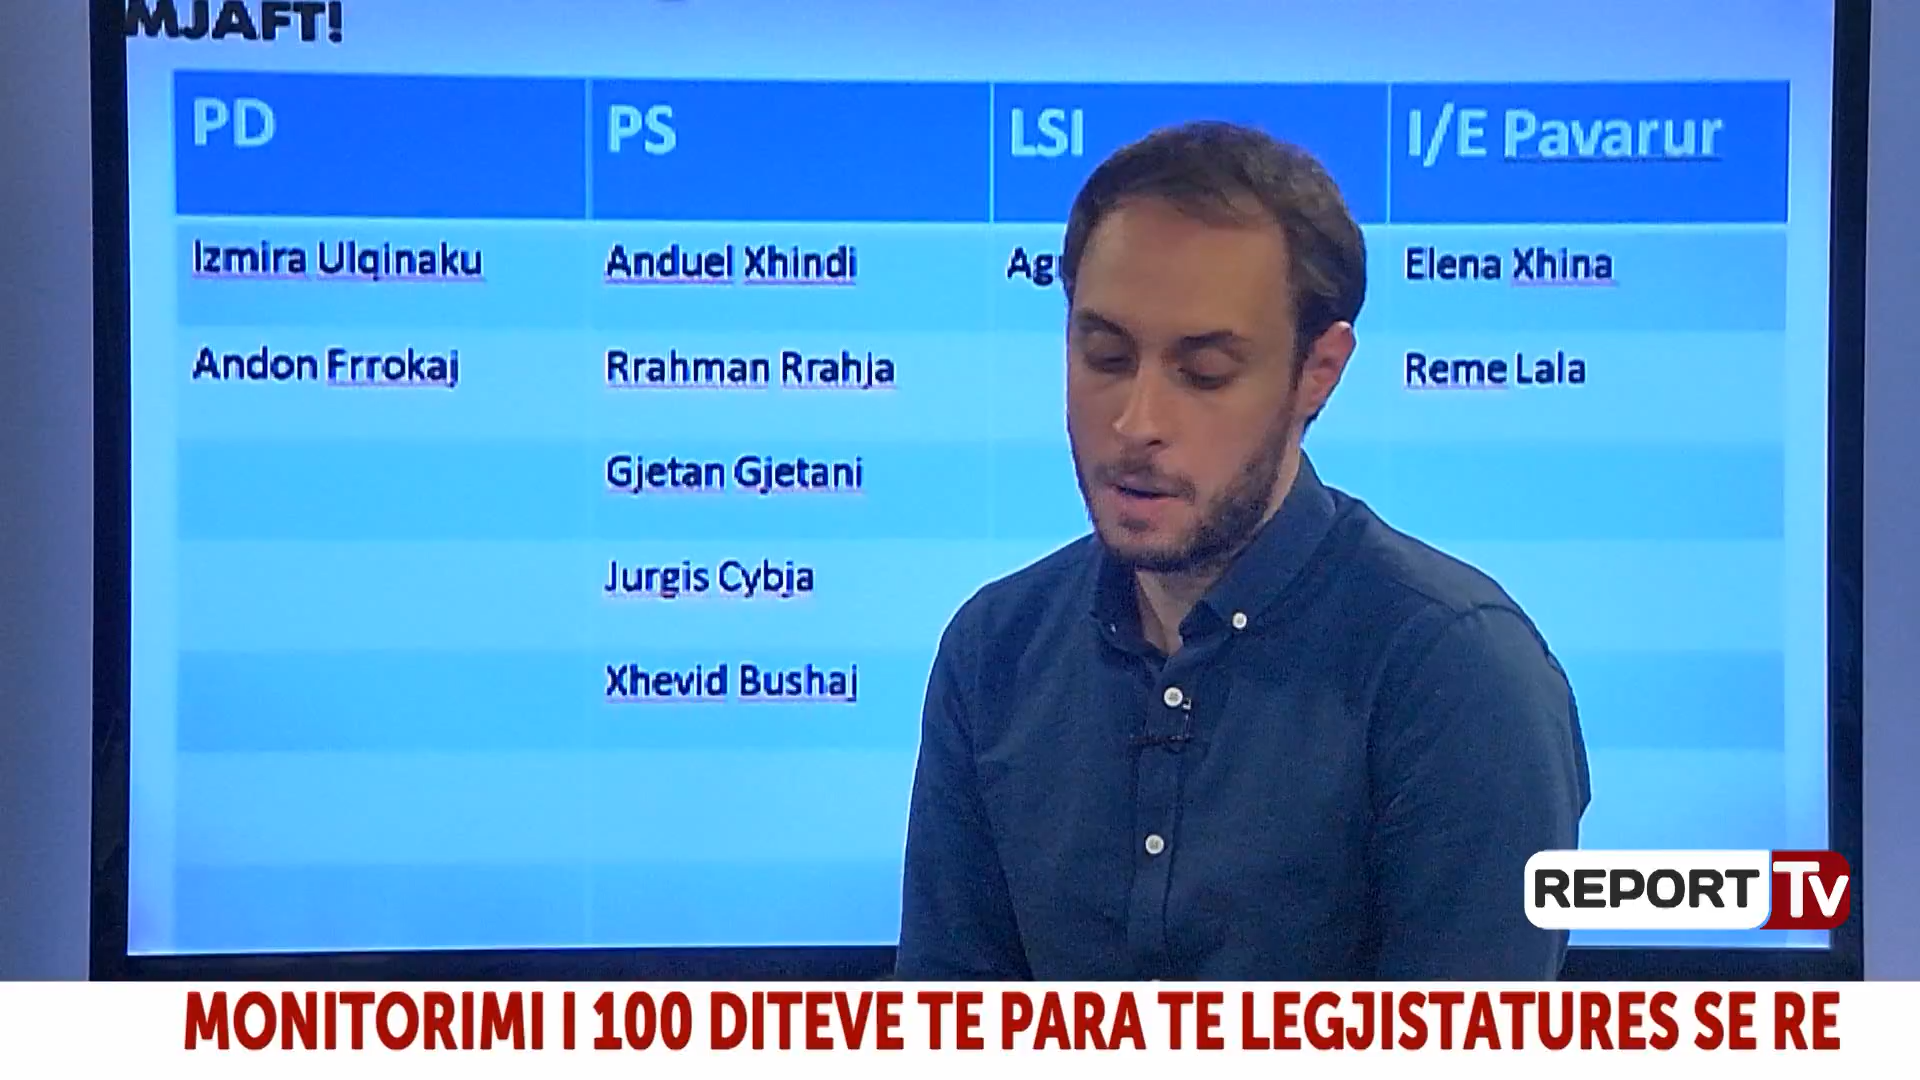 MJAFT!
PD PS LSI I/E Pavarur
Izmira Ulqinaku Anduel Xhindi Elena Xhina
Andon Frrokaj Rrahman Rrahja Reme Lala
Gjetan Gjetani
Jurgis Cybja
Xhevid Bushaj
REPORT Tv
MONITORIMI I 100 DITEVE TE PARA TE LEGJISTATURES SE RE